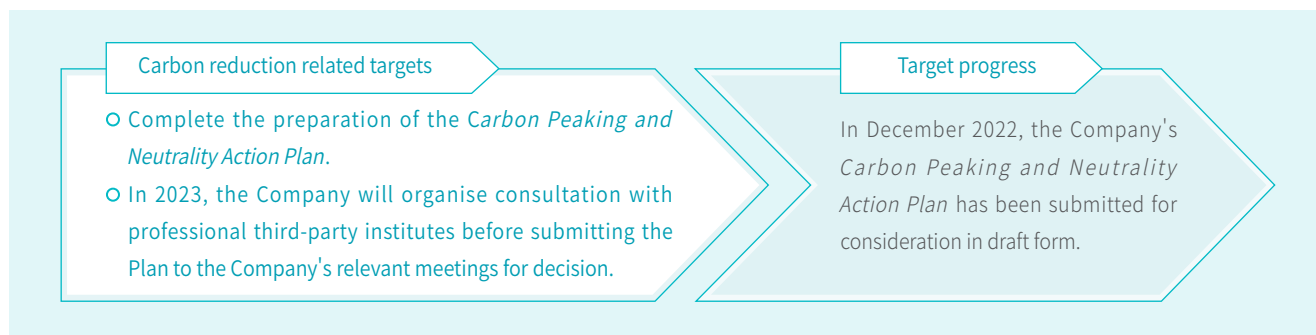 Carbon reduction related targets
Complete the preparation of the Carbon Peaking and
Neutrality Action Plan.
In 2023, the Company will organise consultation with
professional third-party institutes before submitting the
Plan to the Company's relevant meetings for decision.
Target progress
In December 2022, the Company's
Carbon Peaking and Neutrality
Action Plan has been submitted for
consideration in draft form.